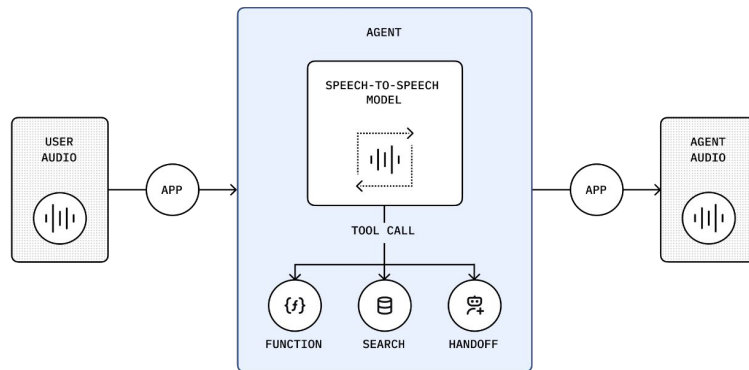 AGENT
SPEECH-TO-SPEECH
MODEL
USER
AUDIO
APP
TOOL CALL
{ƒ}
FUNCTION
SEARCH
HANDOFF
APP
AGENT
AUDIO